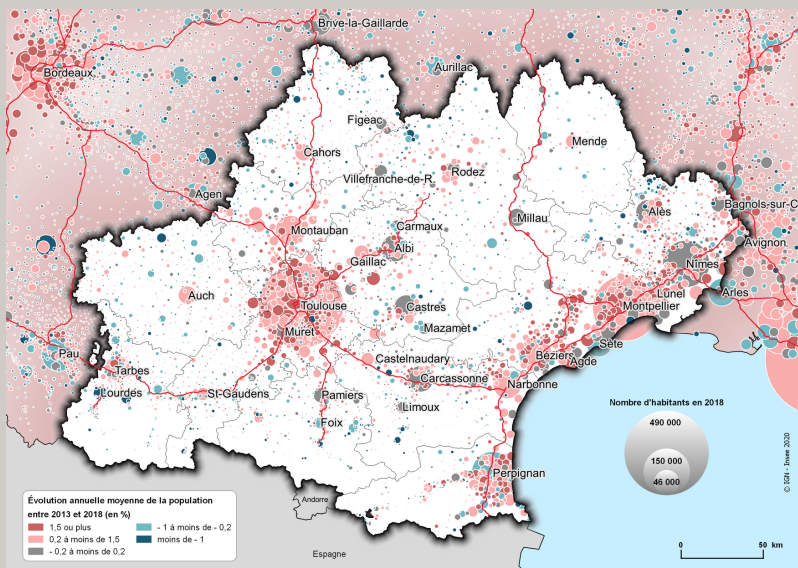 Brive-la-Gaillarde
Bordeaux
Aurillac
Figeac
Cahors
Mende
Villefranche-de-R.
Rodez
Agen
Millau
Alès
Bagnols-sur-C
Montauban
Carmaux
Albi
Avignon
Gaillac
Nîmes
Auch
Toulouse
Castres
Lunel
Arles
Montpellier
Muret
Mazamet
Sète
Pau
Béziers
Agde
Tarbes
Castelnaudary
Carcassonne
Narbonne
Lourdes
St-Gaudens
Pamiers
Limoux
Foix
Perpignan
Andorre
Espagne
Nombre d'habitants en 2018
490 000
150 000
46 000
Évolution annuelle moyenne de la population
entre 2013 et 2018 (en %)
1,5 ou plus
0,2 à moins de 1,5
- 0,2 à moins de 0,2
- 1 à moins de - 0,2
moins de - 1
0 50 km
© IGN - Insee 2020